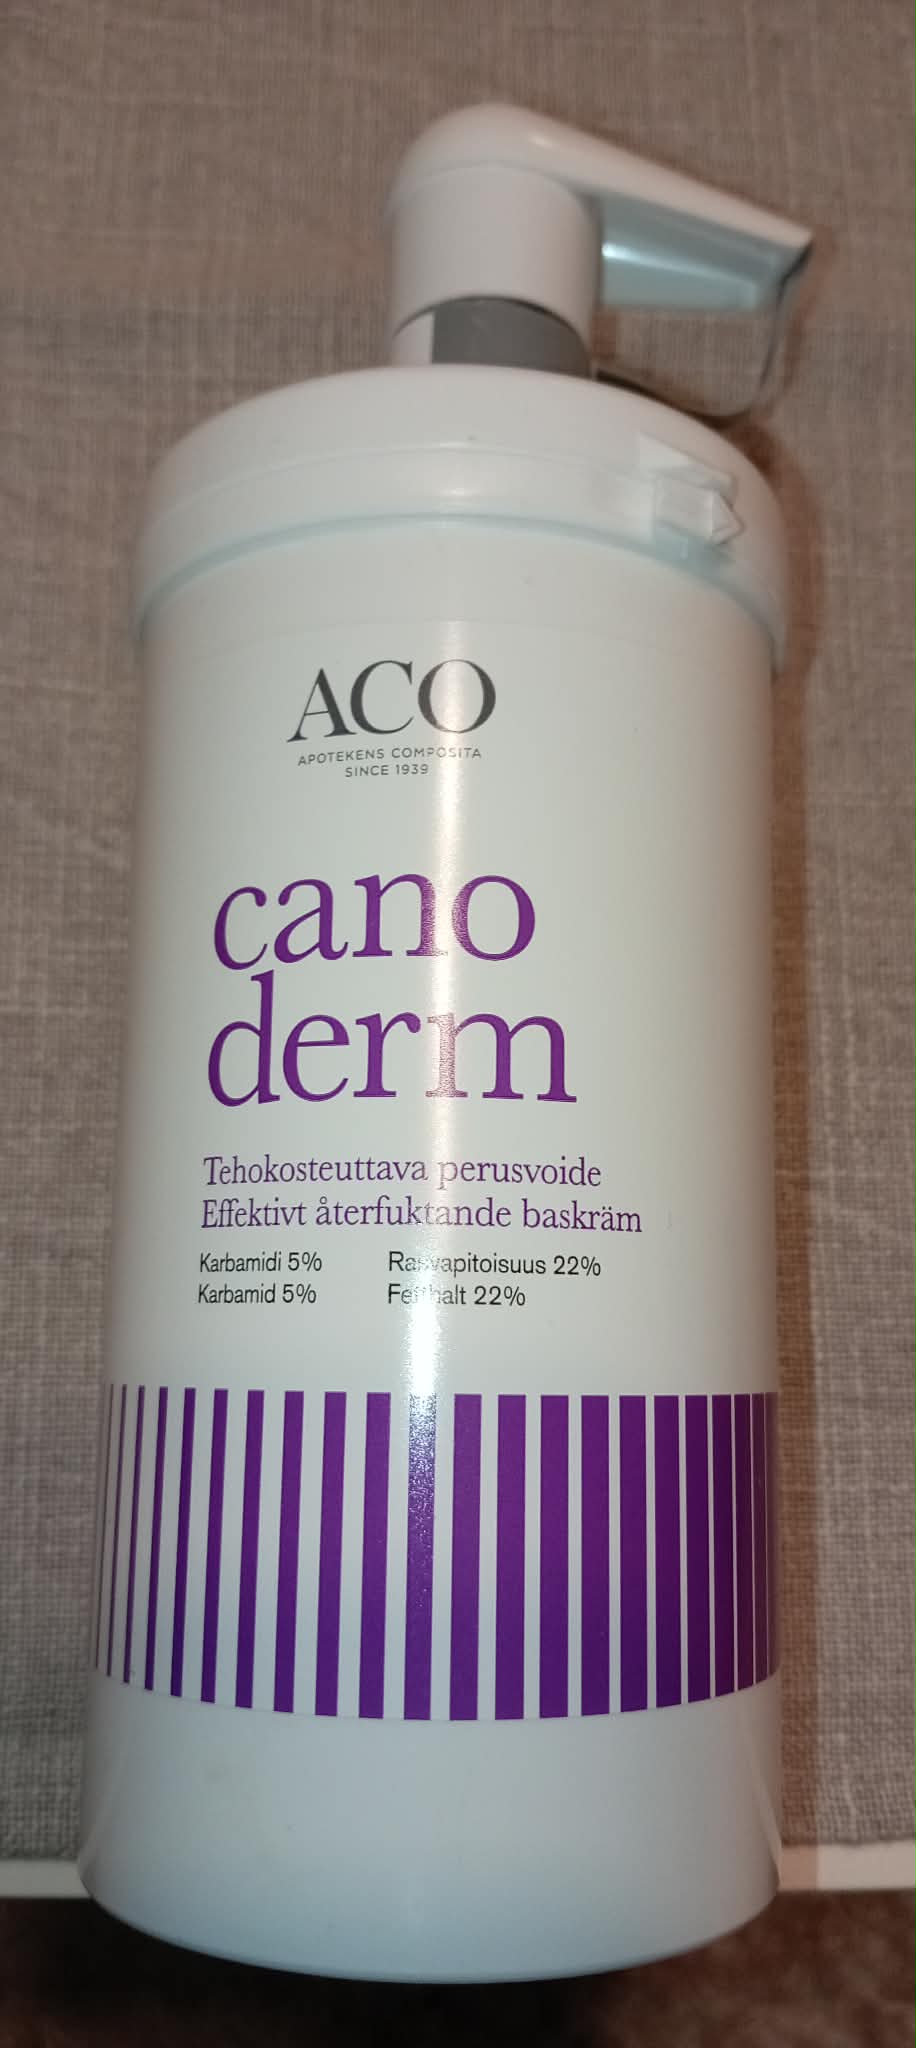 ACO
APOTEKENS COMPOSITA
SINCE 1939
cano
derm
Tehokosteuttava perusvoide
Effektivt återfuktande baskräm
Karbamidi 5% Rasvapitoisuus 22%
Karbamid 5% Fetthalt 22%